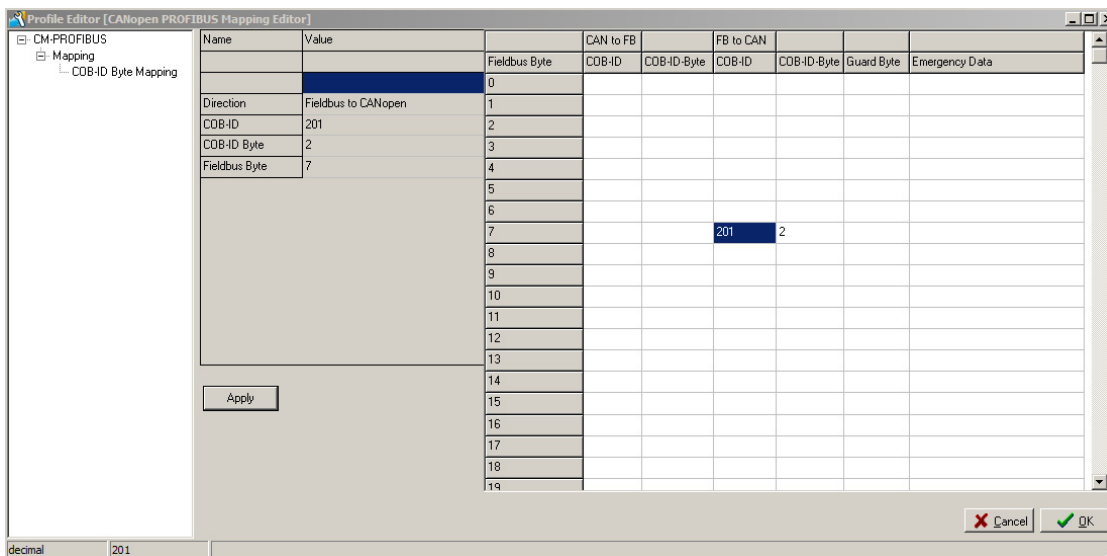 Profile Editor [CANopen PROFIBUS Mapping Editor]
CM-PROFIBUS
Mapping
COB-ID Byte Mapping
Name Value
Direction Fieldbus to CANopen
COB-ID 201
COB-ID Byte 2
Fieldbus Byte 7
Apply
CAN to FB FB to CAN
Fieldbus Byte COB-ID COB-ID-Byte COB-ID COB-ID-Byte Guard Byte Emergency Data
0
1
2
3
4
5
6
7 201 2
8
9
10
11
12
13
14
15
16
17
18
19
Cancel OK
decimal 201